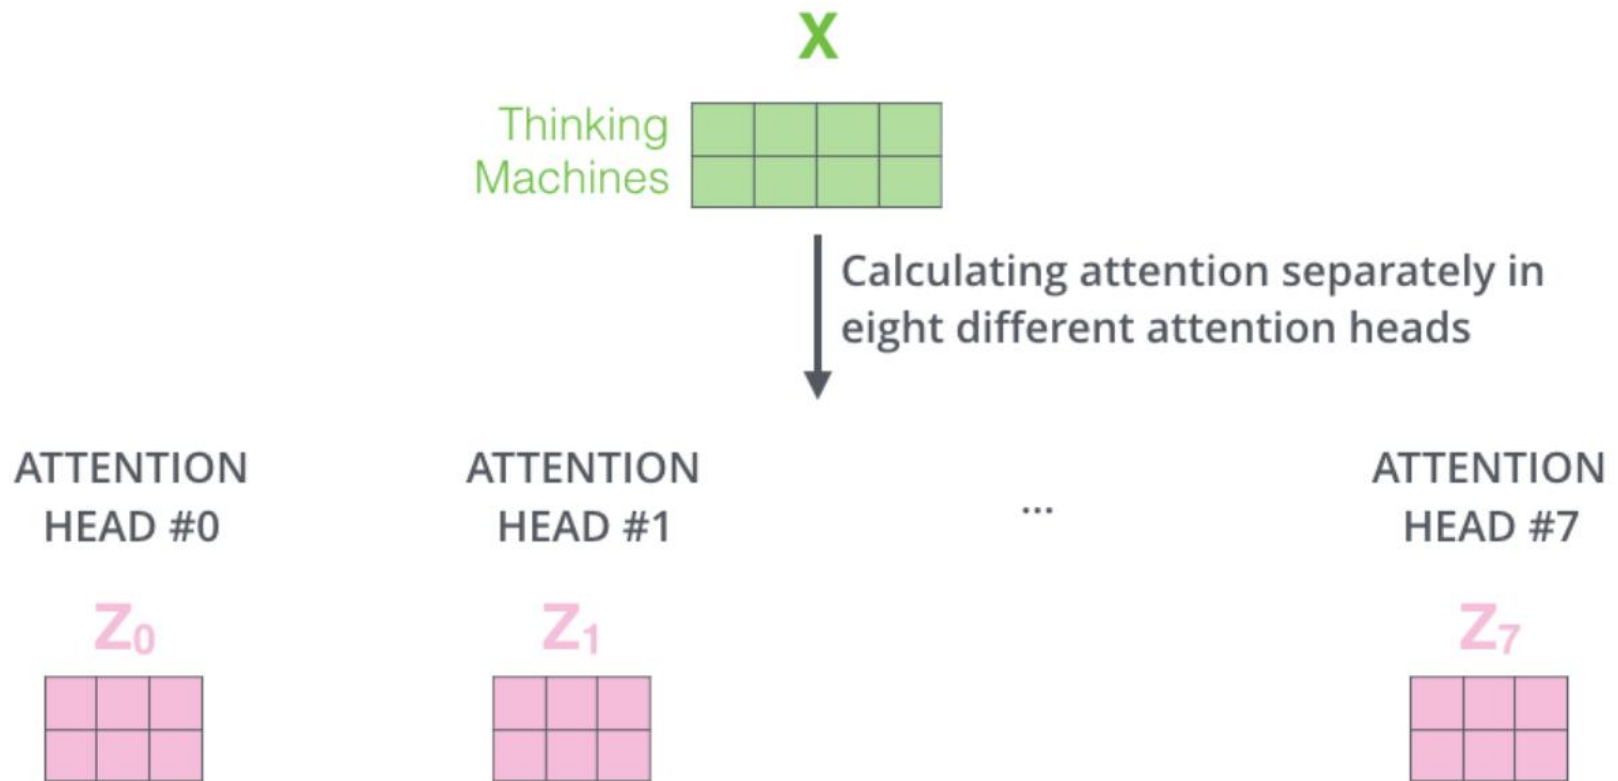 X
Thinking
Machines
Calculating attention separately in
eight different attention heads
ATTENTION
HEAD #0
ATTENTION
HEAD #1
...
ATTENTION
HEAD #7
Z0
Z1
Z7